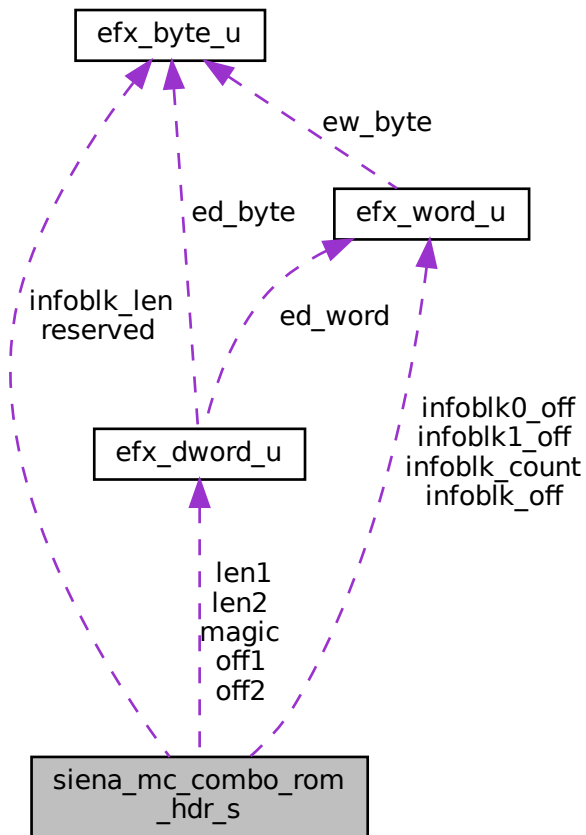 efx_byte_u
ew_byte
ed_byte
efx_word_u
infoblk_len
reserved
ed_word
infoblk0_off
infoblk1_off
infoblk_count
infoblk_off
efx_dword_u
len1
len2
magic
off1
off2
siena_mc_combo_rom
_hdr_s